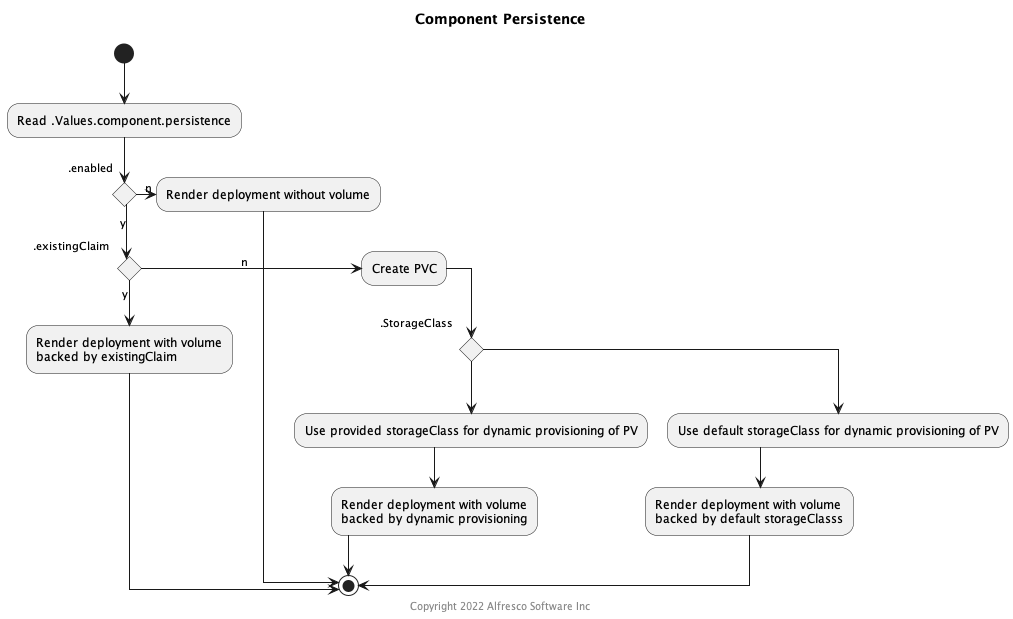 Component Persistence
Read .Values.component.persistence
.enabled
n
Render deployment without volume
y
.existingClaim
n
Create PVC
y
.StorageClass
Render deployment with volume
backed by existingClaim
Use provided storageClass for dynamic provisioning of PV
Use default storageClass for dynamic provisioning of PV
Render deployment with volume
backed by dynamic provisioning
Render deployment with volume
backed by default storageClasss
Copyright 2022 Alfresco Software Inc